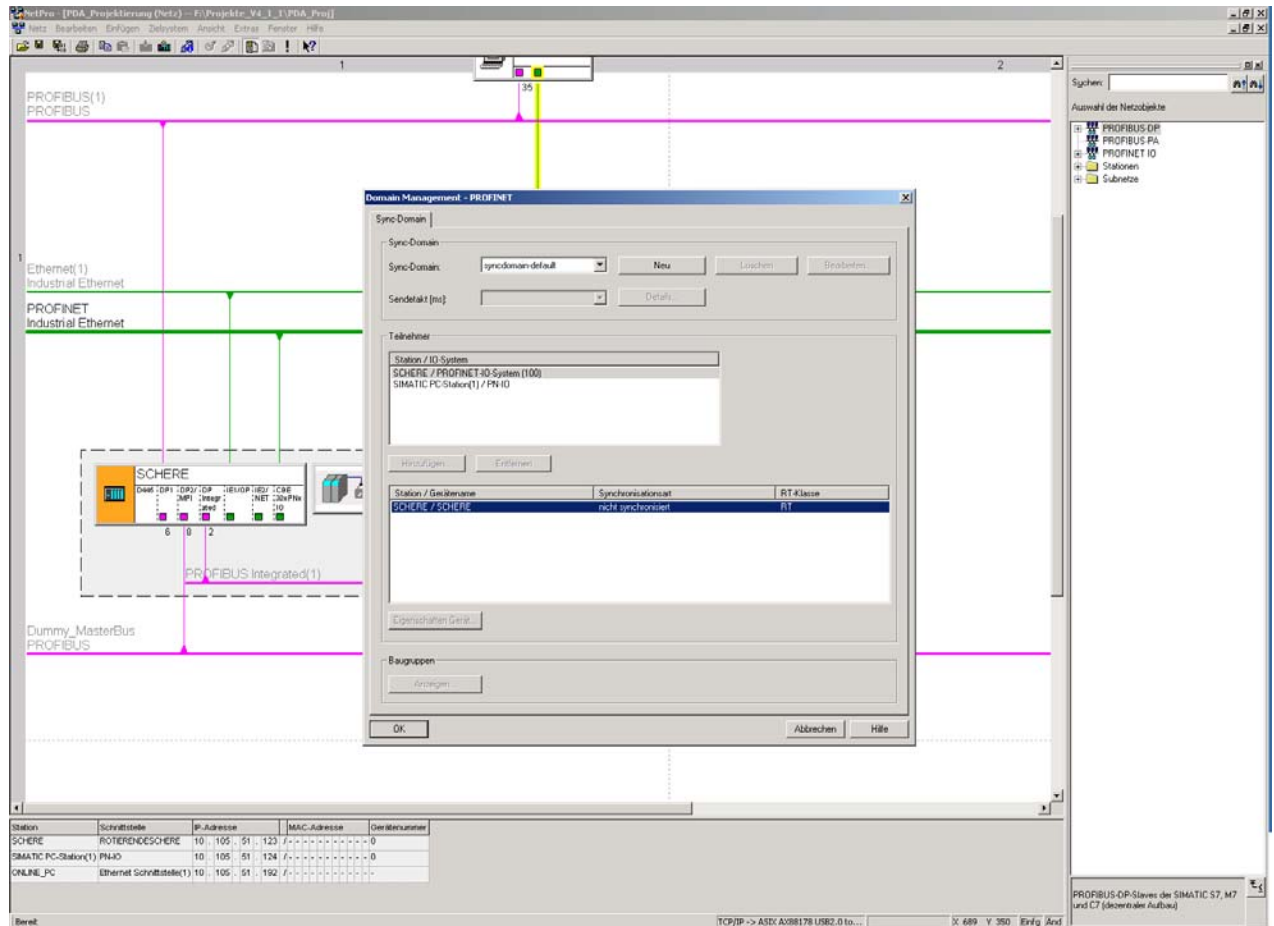 NetPro - [PDA_Projektierung (Netz) -- F:\Projekte_V4_1_1\PDA_Proj]
Netz Bearbeiten Einfügen Zielsystem Ansicht Extras Fenster Hilfe
1
2
35
PROFIBUS(1)
PROFIBUS
1
Ethernet(1)
Industrial Ethernet
PROFINET
Industrial Ethernet
SCHERE
6 8 2
PROFIBUS Integrated(1)
Dummy_MasterBus
PROFIBUS
Domain Management - PROFINET
Sync-Domain
Sync-Domain
Sync-Domain:
syncdomain-default
Neu
Löschen
Bearbeiten...
Sendetakt [ms]:
Details...
Teilnehmer
Station / IO-System
SCHERE / PROFINET-IO-System (100)
SIMATIC PC-Station(1) / PN-IO
Hinzufügen
Entfernen
Station / Gerätename
Synchronisationsart
RT-Klasse
SCHERE / SCHERE
nicht synchronisiert
RT
Eigenschaften Gerät...
Baugruppen
Anzeigen
OK
Abbrechen
Hilfe
Suchen:
Auswahl der Netzobjekte
PROFIBUS-DP
PROFIBUS-PA
PROFINET IO
Stationen
Subnetze
Station Schnittstelle IP-Adresse MAC-Adresse Gerätenummer
SCHERE ROTIERENDESCHERE 10 . 105 . 51 . 123 / - - - - - - - - - - - 0
SIMATIC PC-Station(1) PN-IO 10 . 105 . 51 . 124 / - - - - - - - - - - - 0
ONLINE_PC Ethernet Schnittstelle(1) 10 . 105 . 51 . 192 / - - - - - - - - - - - -
PROFIBUS-DP-Slaves der SIMATIC S7, M7
und C7 (dezentraler Aufbau)
Bereit
TCP/IP -> ASIX AX88178 USB2.0 to...
X 689 Y 350
Einfg
Änd